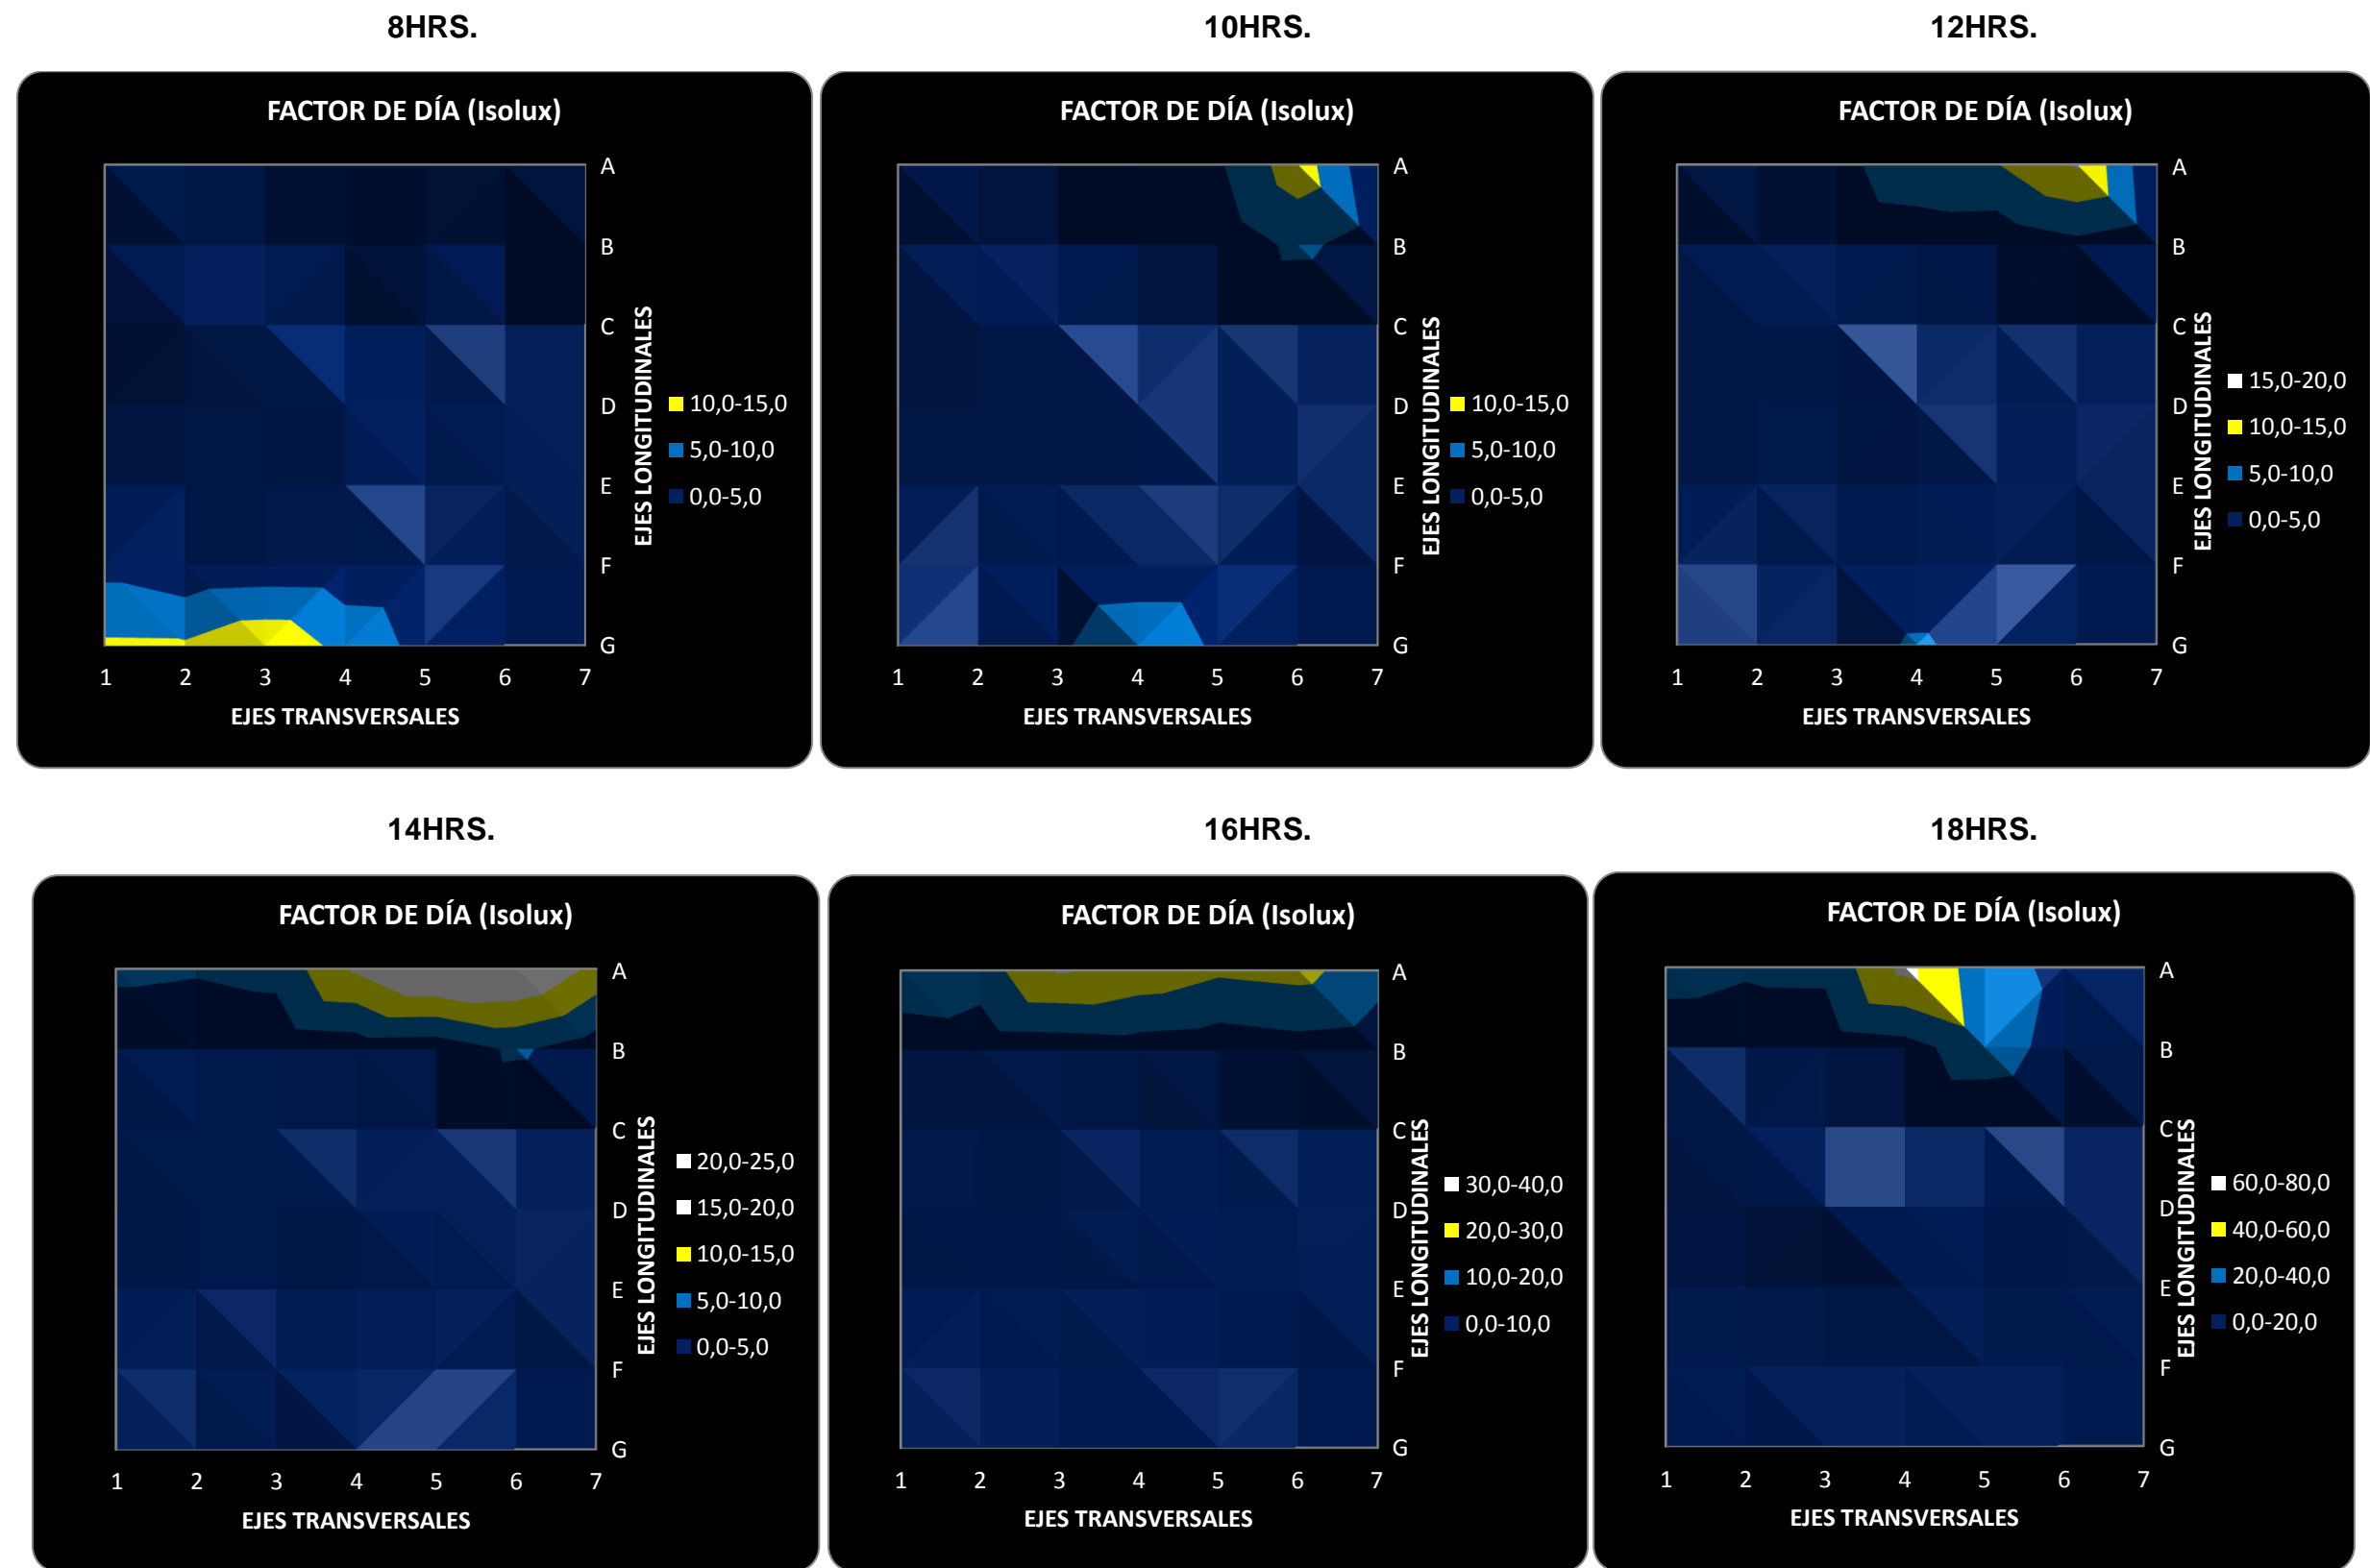 8HRS.
FACTOR DE DÍA (Isolux)
A
B
C
D
E
F
G
EJES LONGITUDINALES
10,0-15,0
5,0-10,0
0,0-5,0
1 2 3 4 5 6 7
EJES TRANSVERSALES
10HRS.
FACTOR DE DÍA (Isolux)
A
B
C
D
E
F
G
EJES LONGITUDINALES
10,0-15,0
5,0-10,0
0,0-5,0
1 2 3 4 5 6 7
EJES TRANSVERSALES
12HRS.
FACTOR DE DÍA (Isolux)
A
B
C
D
E
F
G
EJES LONGITUDINALES
15,0-20,0
10,0-15,0
5,0-10,0
0,0-5,0
1 2 3 4 5 6 7
EJES TRANSVERSALES
14HRS.
FACTOR DE DÍA (Isolux)
A
B
C
D
E
F
G
EJES LONGITUDINALES
20,0-25,0
15,0-20,0
10,0-15,0
5,0-10,0
0,0-5,0
1 2 3 4 5 6 7
EJES TRANSVERSALES
16HRS.
FACTOR DE DÍA (Isolux)
A
B
C
D
E
F
G
EJES LONGITUDINALES
30,0-40,0
20,0-30,0
10,0-20,0
0,0-10,0
1 2 3 4 5 6 7
EJES TRANSVERSALES
18HRS.
FACTOR DE DÍA (Isolux)
A
B
C
D
E
F
G
EJES LONGITUDINALES
60,0-80,0
40,0-60,0
20,0-40,0
0,0-20,0
1 2 3 4 5 6 7
EJES TRANSVERSALES